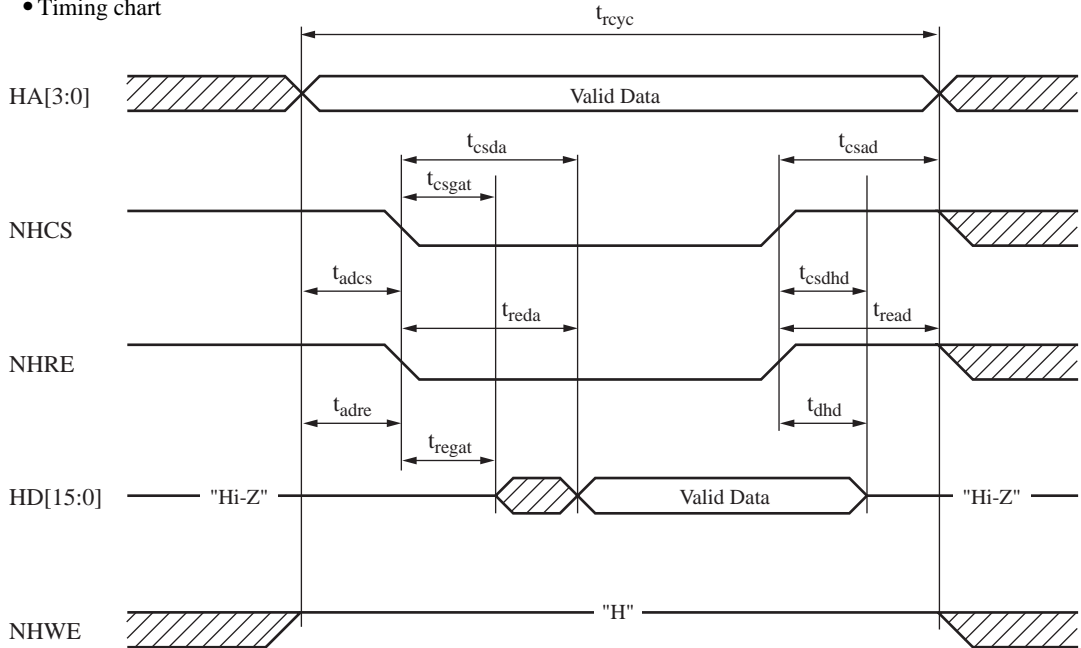 • Timing chart
t_rcyc
HA[3:0] Valid Data
t_csda t_csad
t_csgat
NHCS
t_adcs t_csdhd
t_reda t_read
NHRE
t_adre t_dhd
t_regat
HD[15:0] "Hi-Z" Valid Data "Hi-Z"
"H"
NHWE